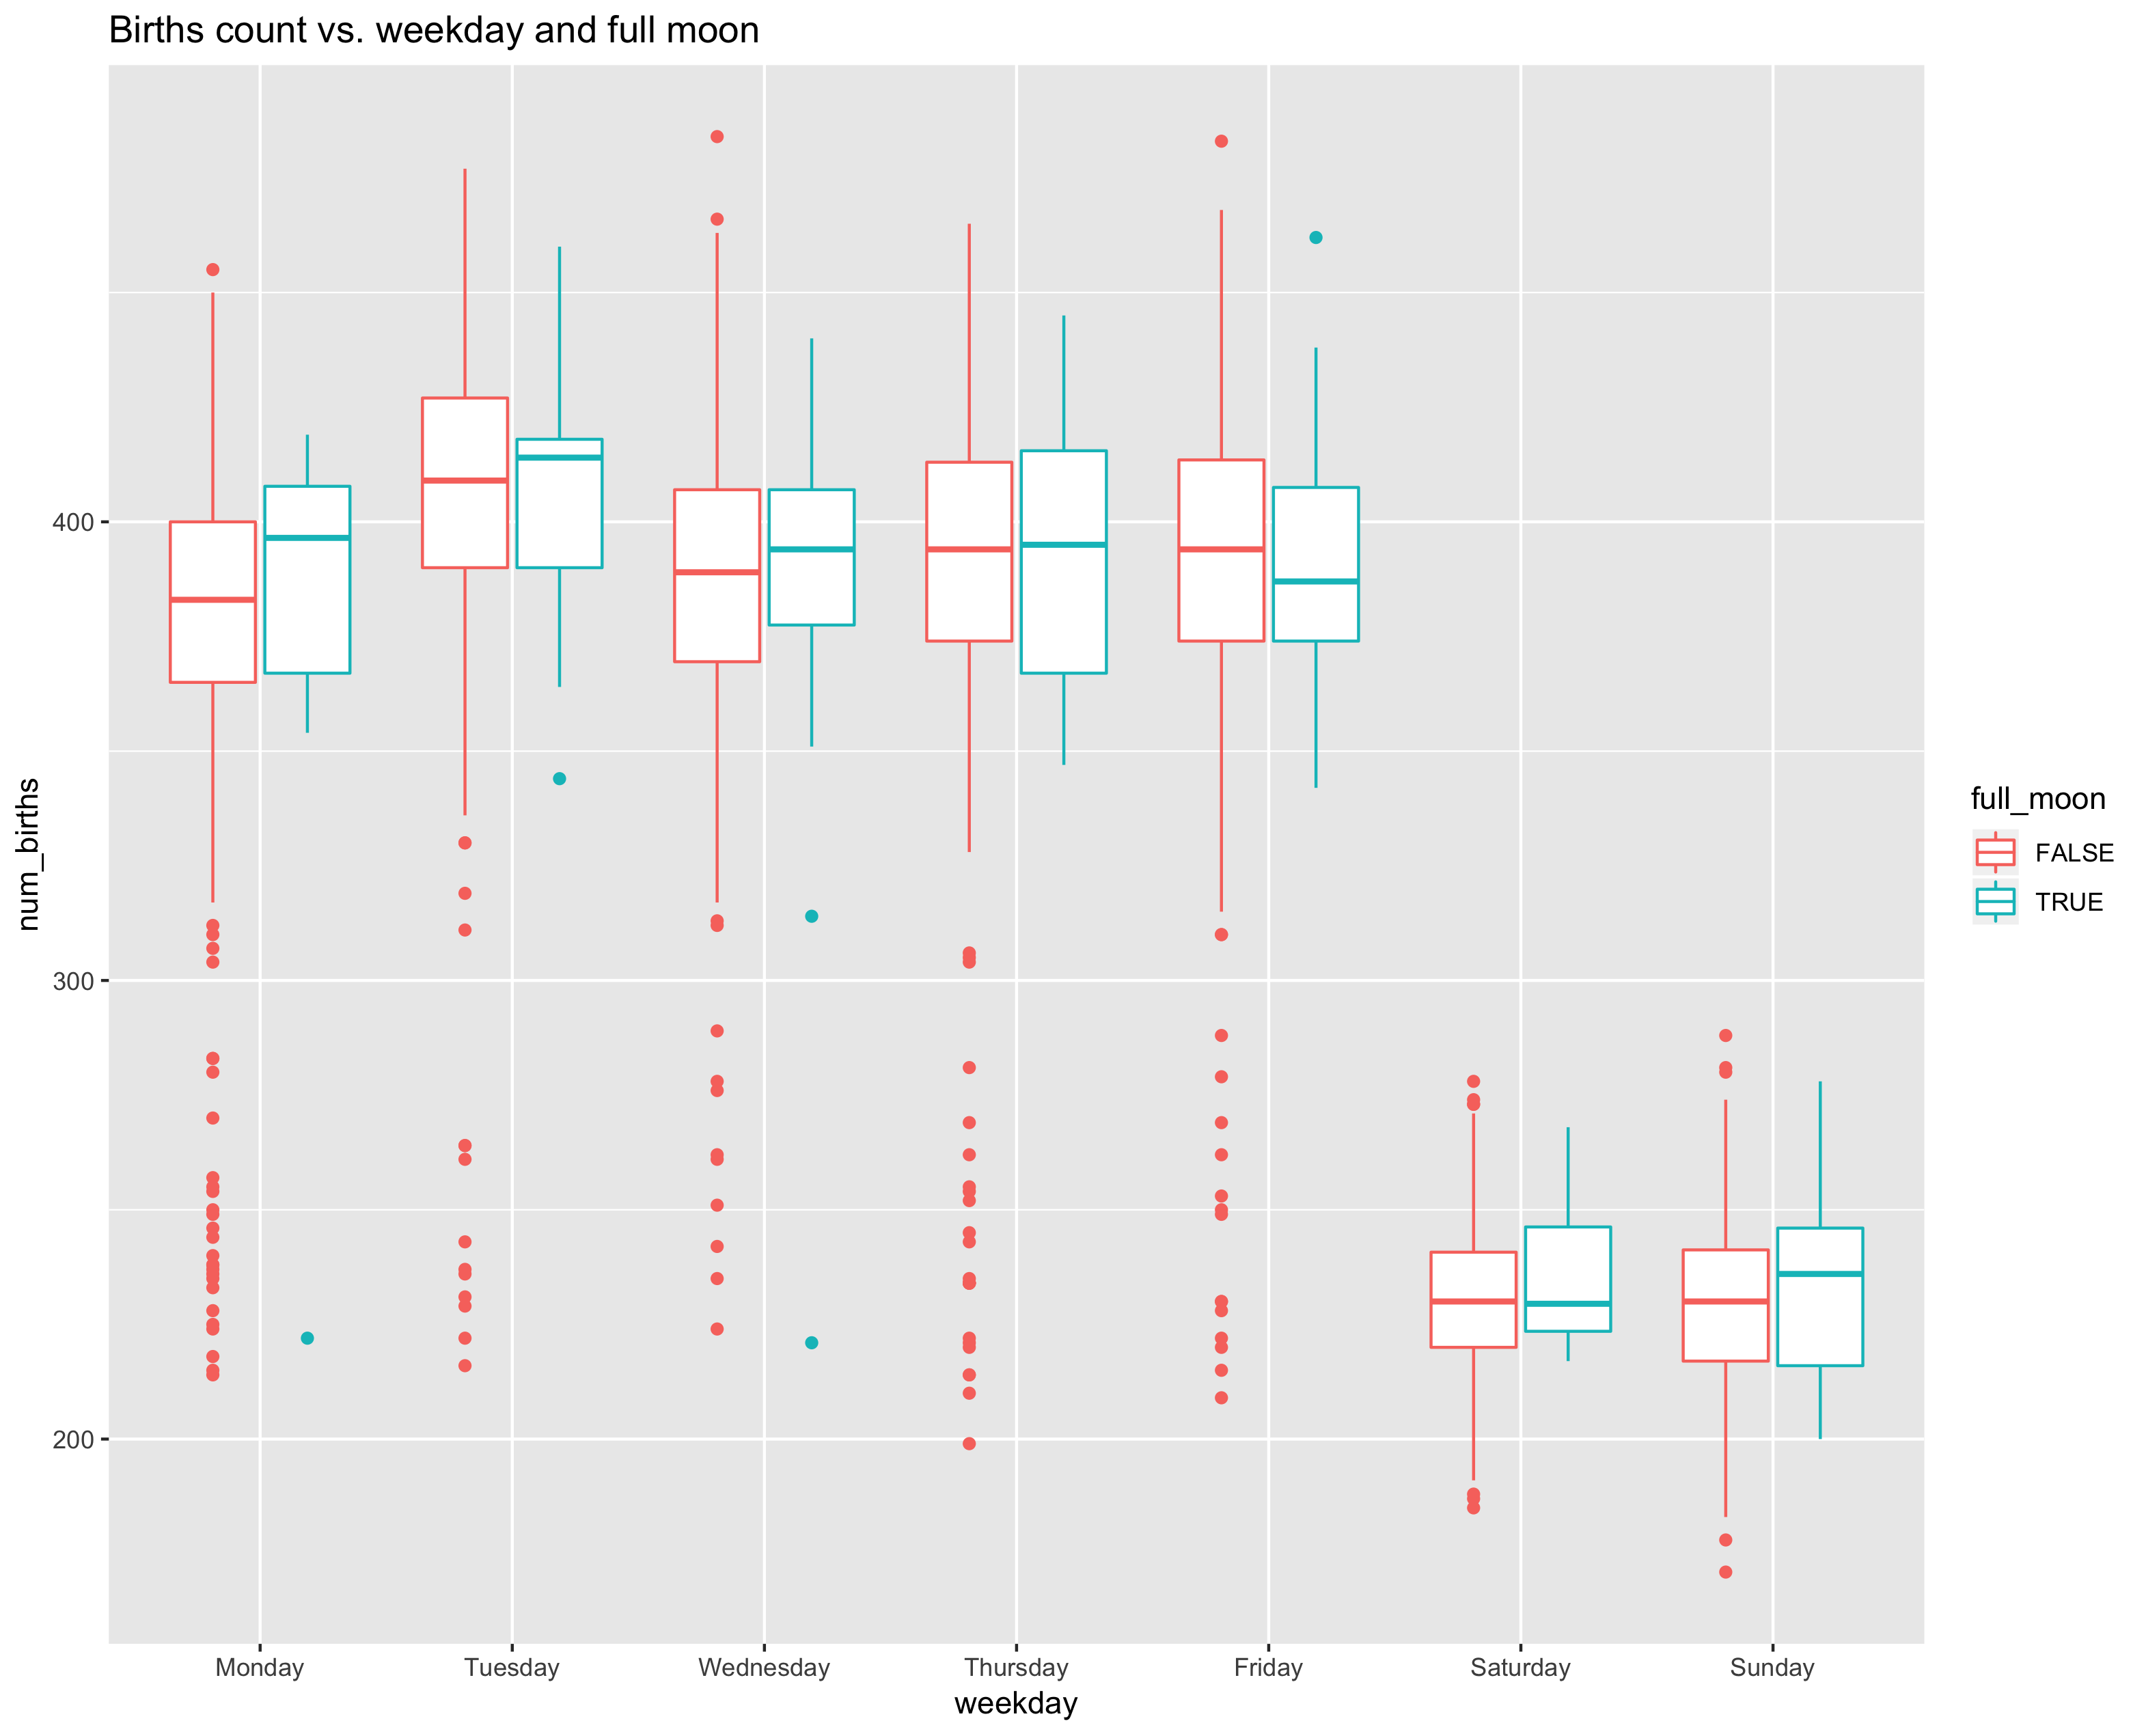 Births count vs. weekday and full moon
400
300
200
num_births
Monday Tuesday Wednesday Thursday Friday Saturday Sunday
weekday
full_moon
FALSE
TRUE